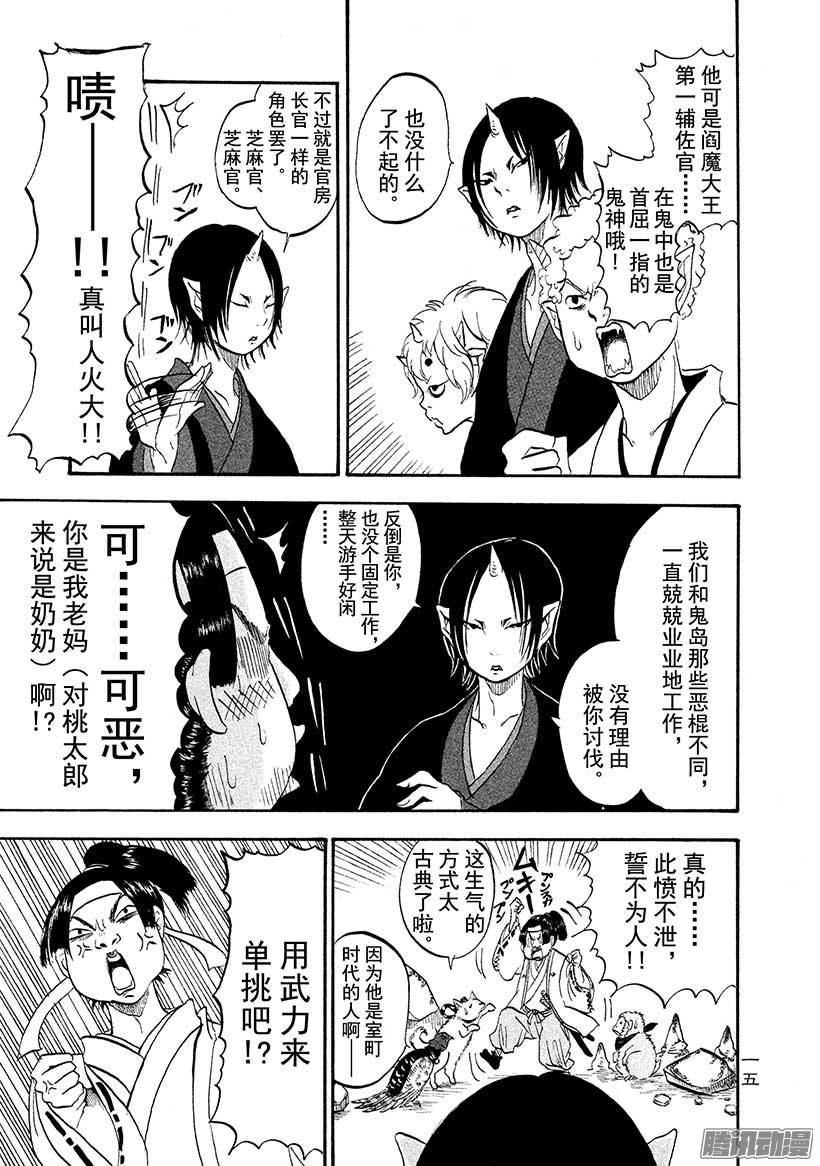 他可是阎魔大王
第一辅佐官……
在鬼中也是
首屈一指的
鬼神哦！
也没什么
了不起的。
不过就是官房
长官一样的
角色罢了。
芝麻官、
芝麻官。
啧——!!
真叫人火大!!
我们和鬼岛那些恶棍不同，
一直兢兢业业地工作，
没有理由
被你讨伐。
反倒是你，
也没个固定工作，
整天游手好闲
……
可……可恶，
你是我老妈（对桃太郎
来说是奶奶）啊!?
真的……
此愤不泄，
誓不为人!!
ムキー
プンスカ
プンプン
这生气的
方式太
古典了啦。
因为他是室町
时代的人啊——
用武力来
单挑吧!?
一五
腾讯动漫